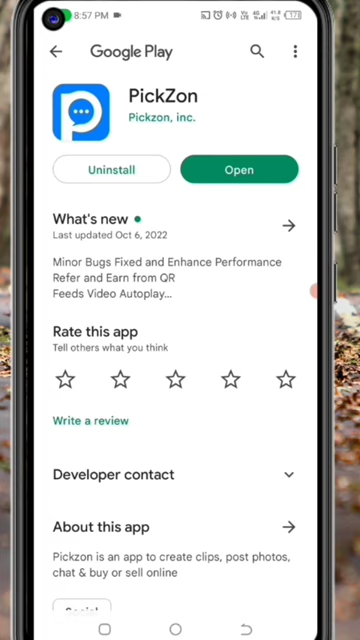 8:57 PM
Google Play
PickZon
Pickzon, inc.
Uninstall
Open
What's new
Last updated Oct 6, 2022
Minor Bugs Fixed and Enhance Performance
Refer and Earn from QR
Feeds Video Autoplay...
Rate this app
Tell others what you think
Write a review
Developer contact
About this app
Pickzon is an app to create clips, post photos,
chat & buy or sell online
Social